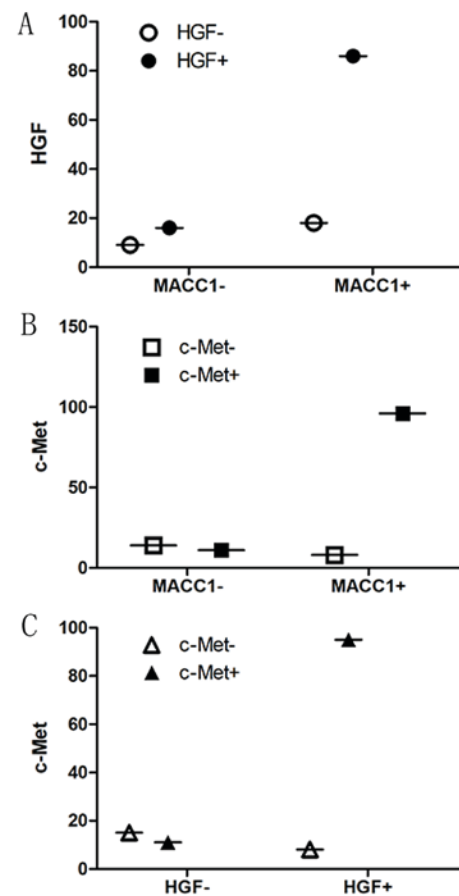 A
HGF-
HGF+
HGF
100
80
60
40
20
0
MACC1-
MACC1+
B
c-Met-
c-Met+
c-Met
150
100
50
0
MACC1-
MACC1+
C
c-Met-
c-Met+
c-Met
100
80
60
40
20
0
HGF-
HGF+